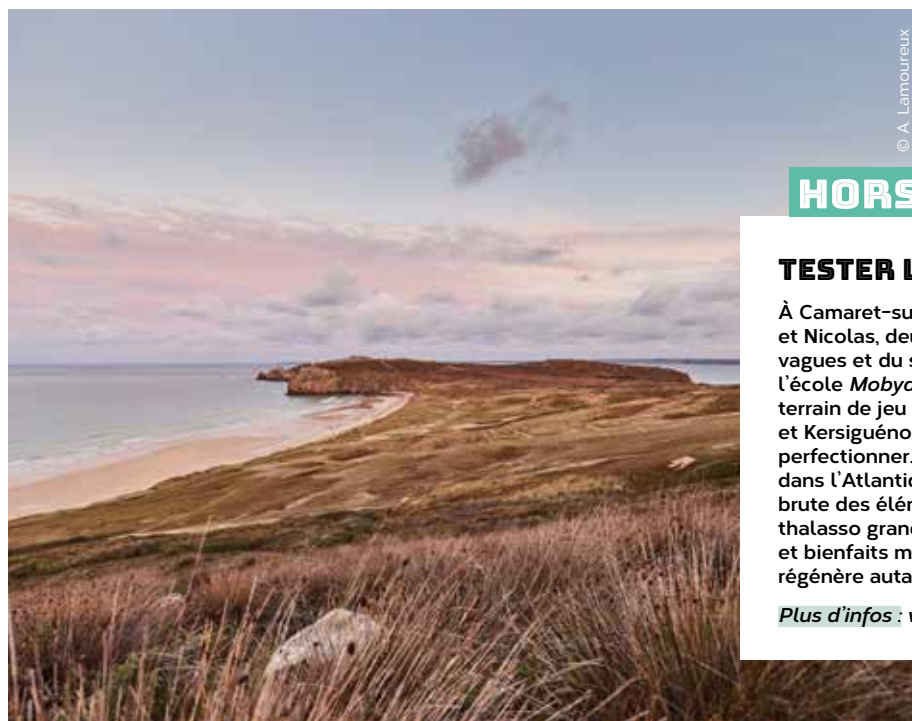 © A. Lamoureux
HORS
TESTER L
À Camaret-su
et Nicolas, deu
vagues et du s
l'école Mobyd
terrain de jeu
et Kersiguéno
perfectionner.
dans l'Atlantic
brute des élém
thalasso grand
et bienfaits m
régénère auta
Plus d'infos :